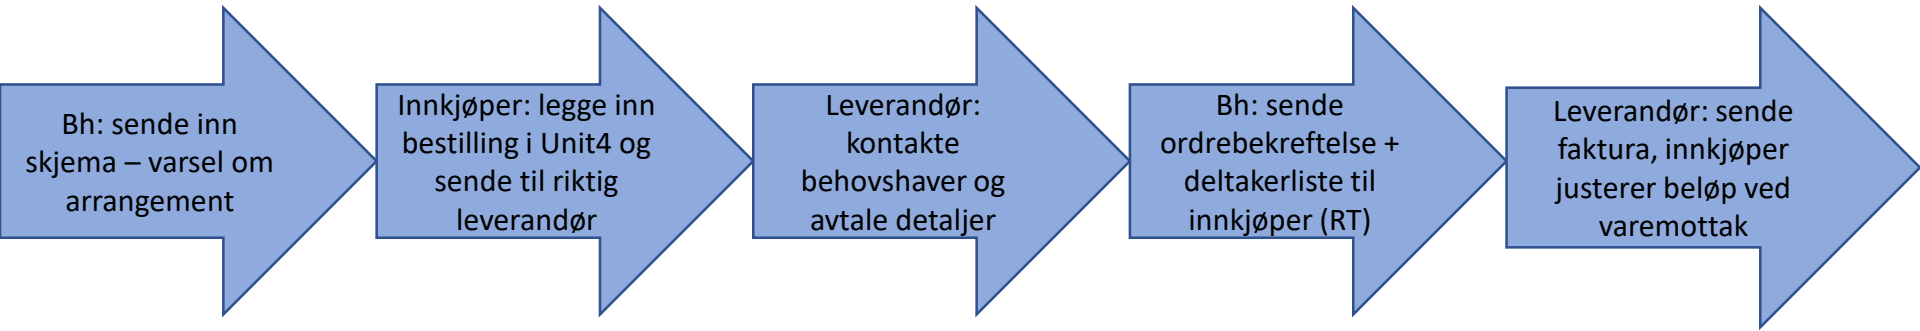 Bh: sende inn
skjema – varsel om
arrangement
Innkjøper: legge inn
bestilling i Unit4 og
sende til riktig
leverandør
Leverandør:
kontakte
behovshaver og
avtale detaljer
Bh: sende
ordrebekreftelse +
deltakerliste til
innkjøper (RT)
Leverandør: sende
faktura, innkjøper
justerer beløp ved
varemottak